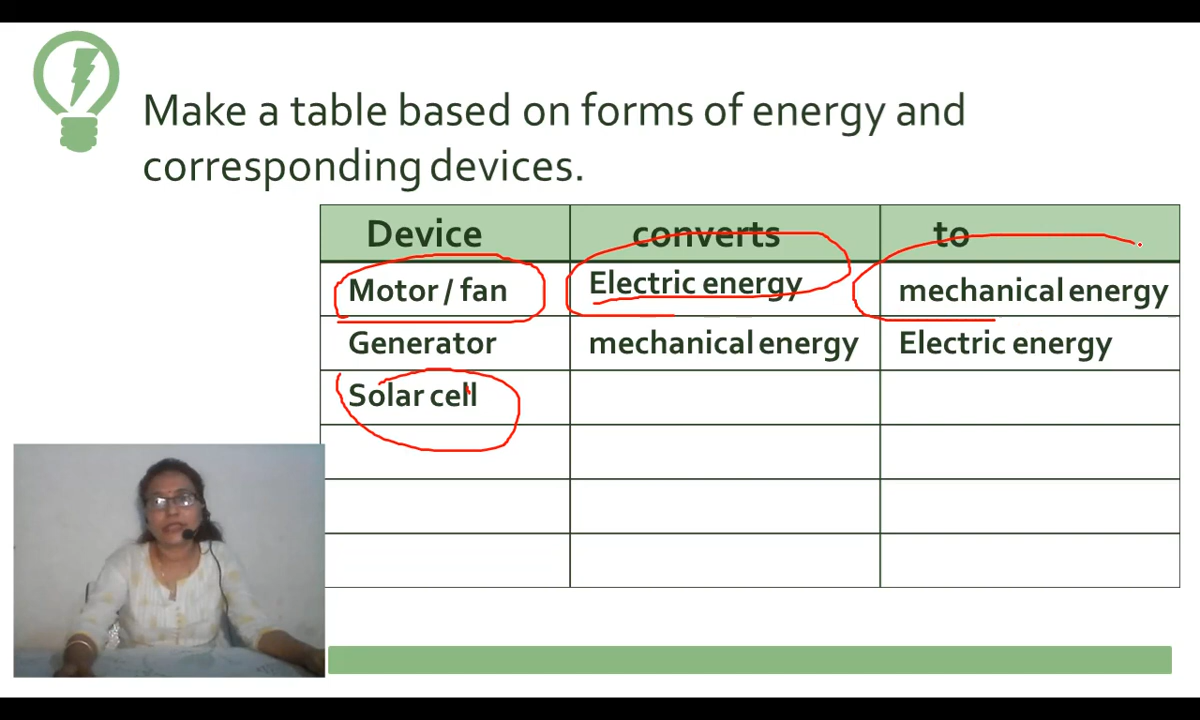 Make a table based on forms of energy and
corresponding devices.
Device converts to
Motor / fan Electric energy mechanical energy
Generator mechanical energy Electric energy
Solar cell